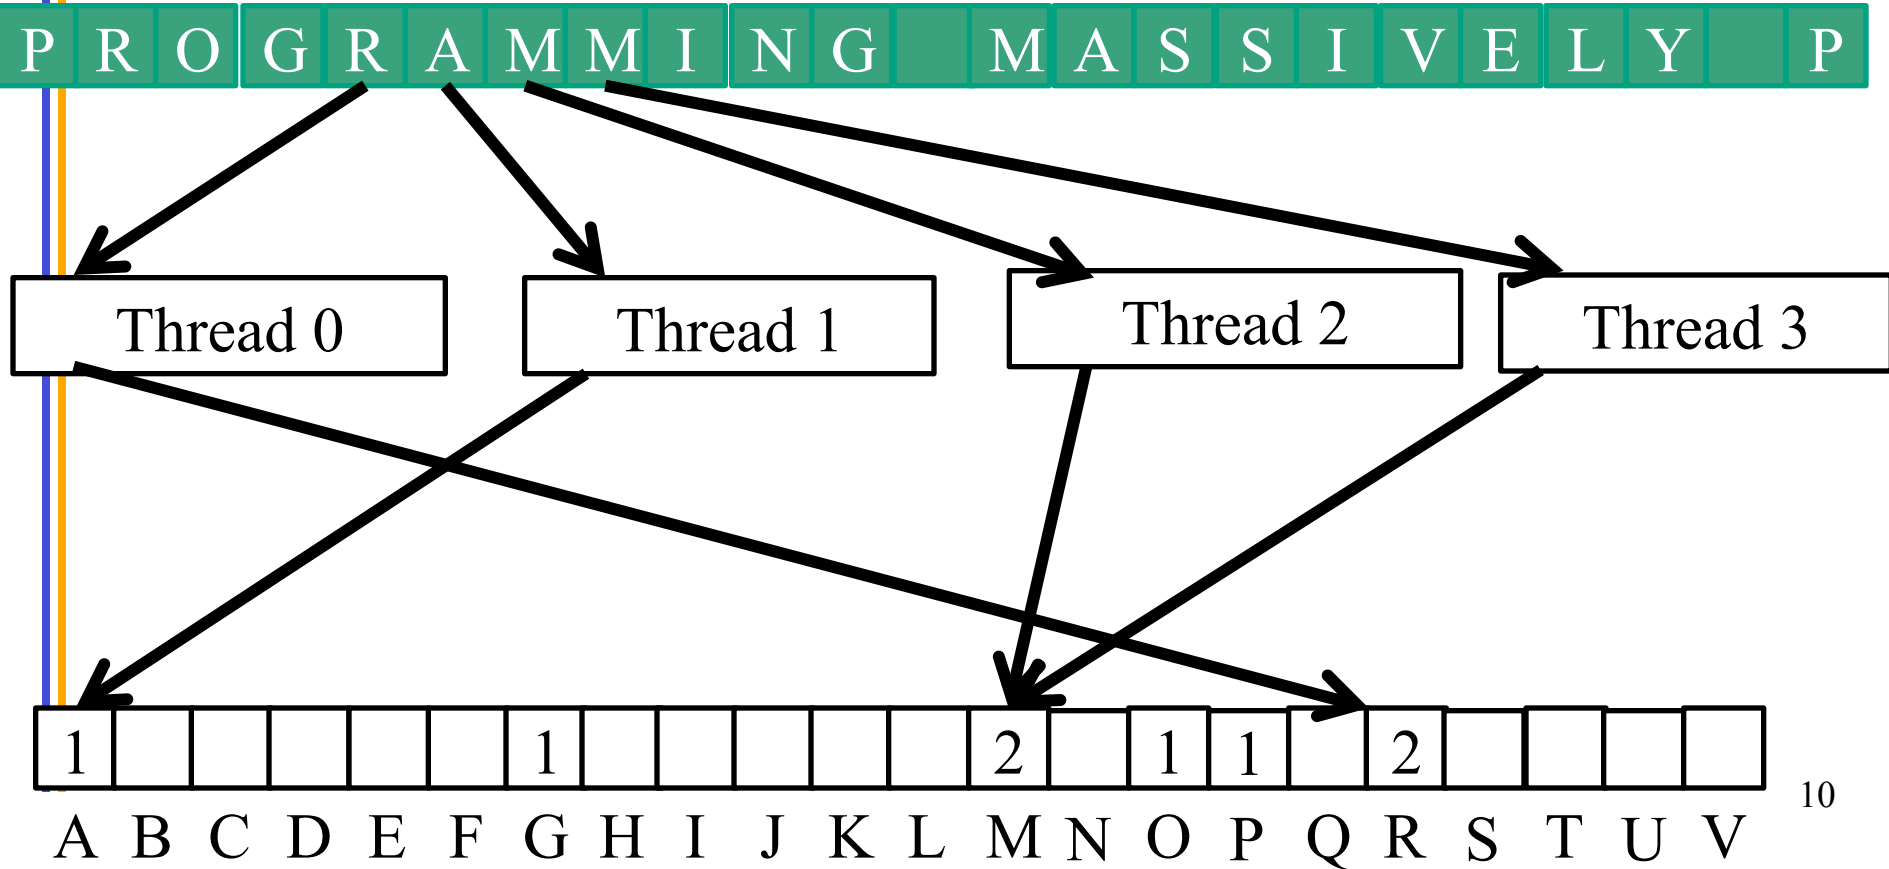 P R O G R A M M I N G M A S S I V E L Y P
Thread 0 Thread 1 Thread 2 Thread 3
1 1 2 1 1 2
10
A B C D E F G H I J K L M N O P Q R S T U V